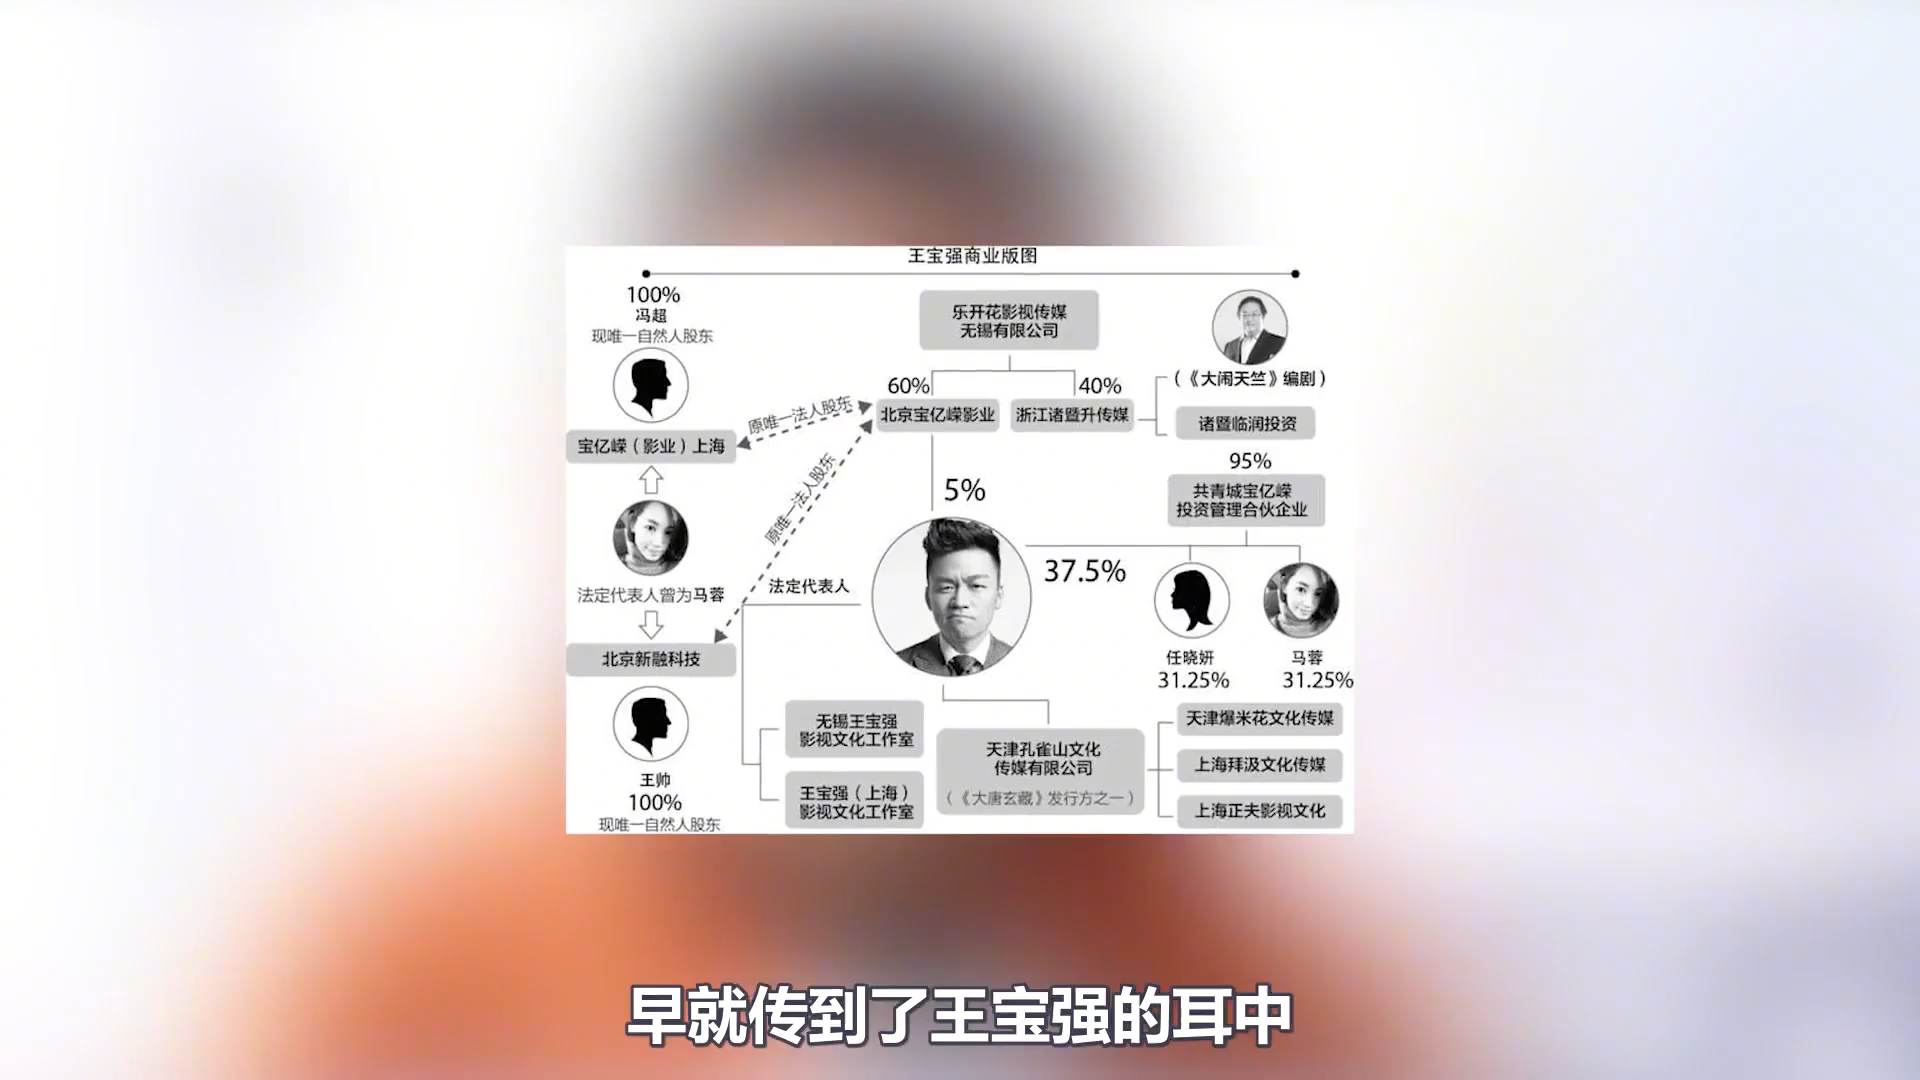 王宝强商业版图
100%
冯超
现唯一自然人股东
宝亿嵘（影业）上海
法定代表人曾为马蓉
北京新融科技
王帅
100%
现唯一自然人股东
原唯一法人股东
原唯一法人股东
乐开花影视传媒
无锡有限公司
60%
40%
北京宝亿嵘影业
浙江诸暨升传媒
（《大闹天竺》编剧）
诸暨临润投资
95%
共青城宝亿嵘
投资管理合伙企业
5%
37.5%
法定代表人
任晓妍
31.25%
马蓉
31.25%
无锡王宝强
影视文化工作室
王宝强（上海）
影视文化工作室
天津孔雀山文化
传媒有限公司
（《大唐玄藏》发行方之一）
天津爆米花文化传媒
上海拜汲文化传媒
上海正夫影视文化
早就传到了王宝强的耳中